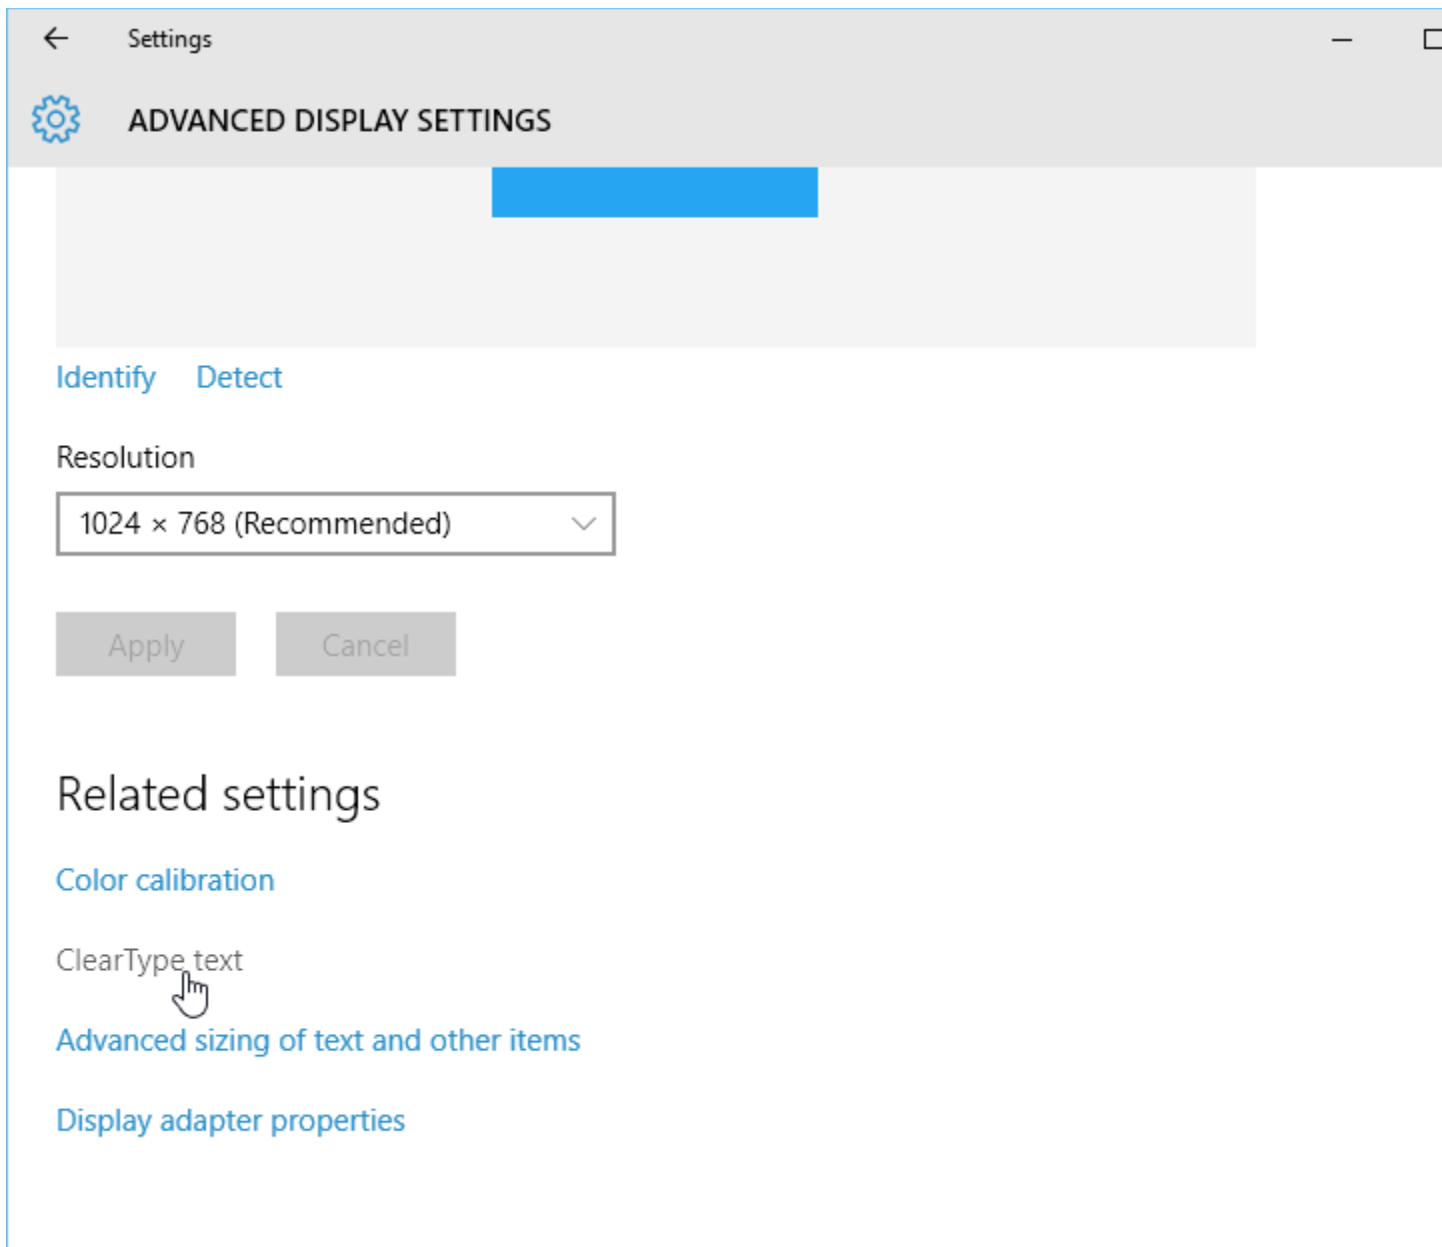 Settings
ADVANCED DISPLAY SETTINGS
Identify Detect
Resolution
1024 × 768 (Recommended)
Apply Cancel
Related settings
Color calibration
ClearType text
Advanced sizing of text and other items
Display adapter properties